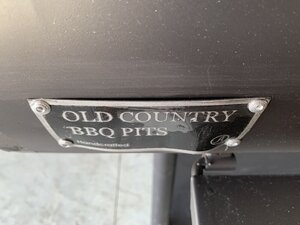 OLD COUNTRY
BBQ PITS
Handcrafted